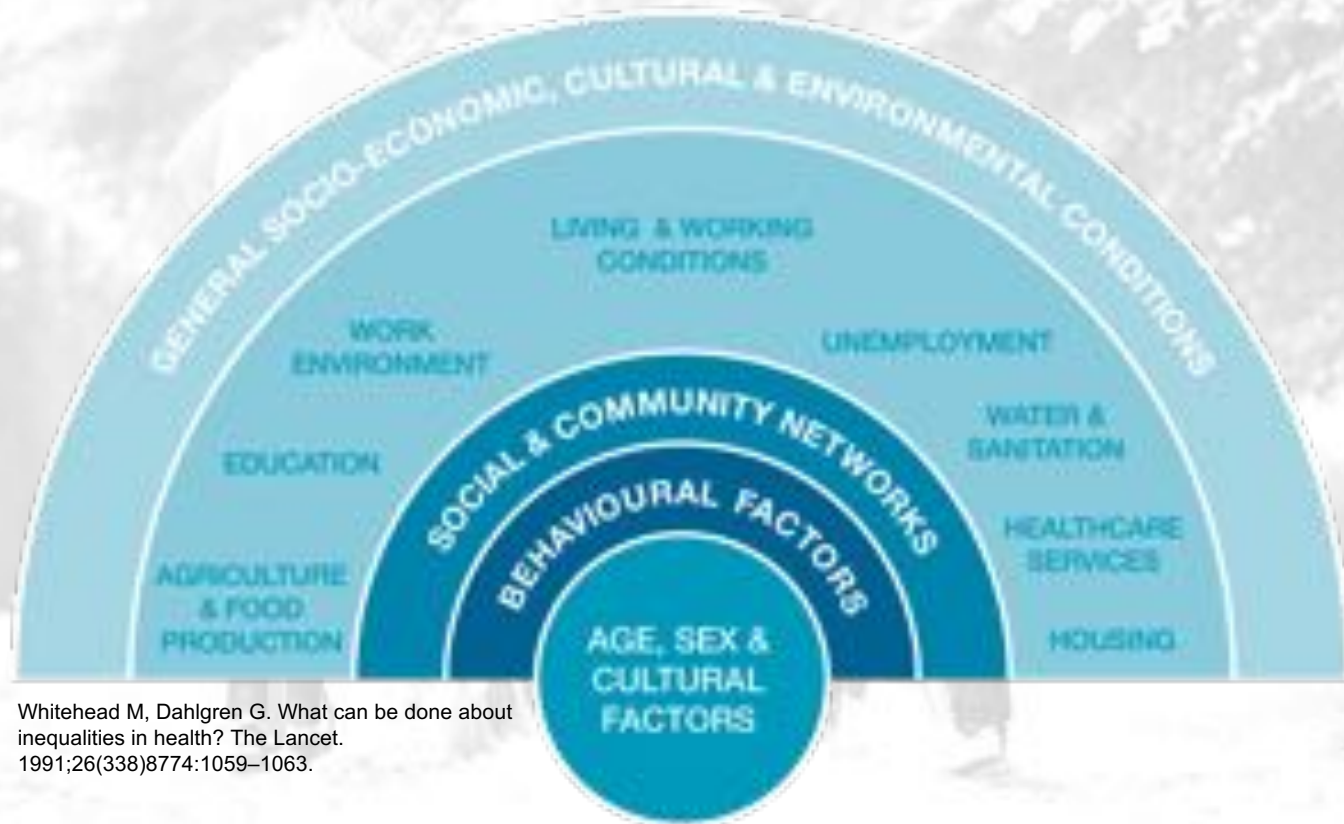 GENERAL SOCIO-ECONOMIC, CULTURAL & ENVIRONMENTAL CONDITIONS
LIVING & WORKING
CONDITIONS
WORK
ENVIRONMENT
UNEMPLOYMENT
EDUCATION
WATER &
SANITATION
AGRICULTURE
& FOOD
PRODUCTION
HEALTHCARE
SERVICES
HOUSING
SOCIAL & COMMUNITY NETWORKS
BEHAVIOURAL FACTORS
AGE, SEX &
CULTURAL
FACTORS
Whitehead M, Dahlgren G. What can be done about
inequalities in health? The Lancet.
1991;26(338)8774:1059–1063.